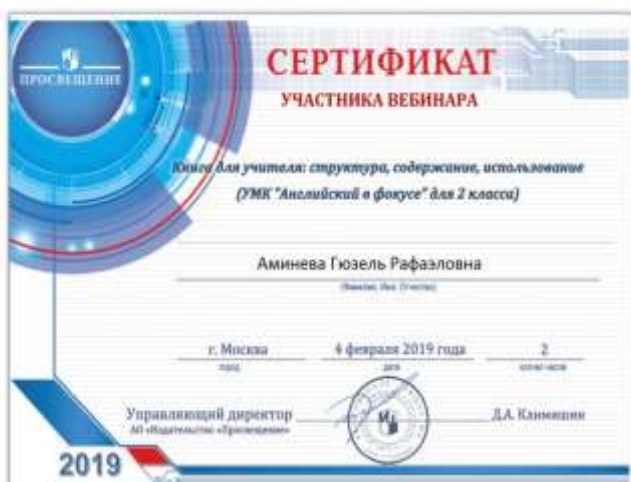 ПРОСВЕЩЕНИЕ
СЕРТИФИКАТ
УЧАСТНИКА ВЕБИНАРА
Книга для учителя: структура, содержание, использование
(УМК "Английский в фокусе" для 2 класса)
Аминева Гюзель Рафаэловна
(Фамилия, Имя, Отчество)
г. Москва 4 февраля 2019 года 2
город дата кол-во часов
Управляющий директор Д.А. Климишин
АО «Издательство «Просвещение»
2019